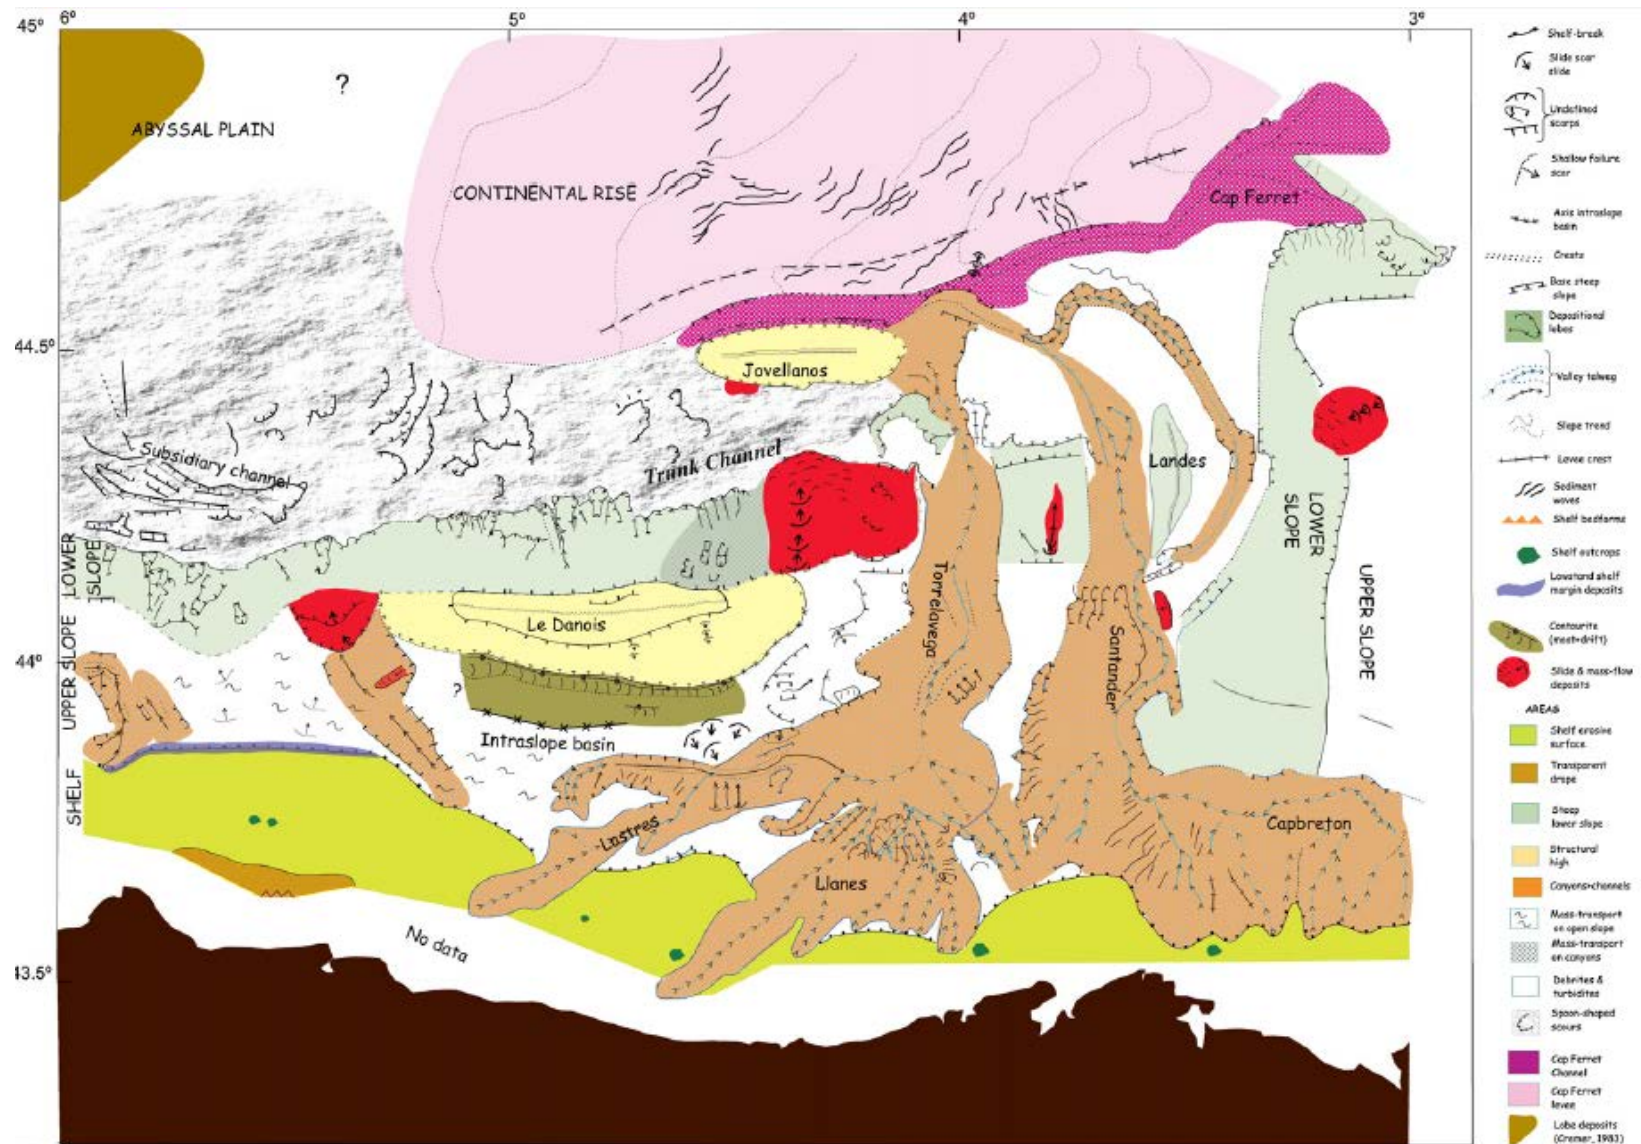 45°
6°
5°
4°
3°
?
ABYSSAL PLAIN
CONTINENTAL RISE
Cap Ferret
44.5°
Jovellanos
Subsidiary channel
Trunk Channel
Landes
LOWER
SLOPE
LOWER
SLOPE
Torrelavega
Le Danois
Santander
UPPER SLOPE
44°
UPPER SLOPE
?
Intraslope basin
SHELF
Lastres
Capbreton
Llanes
No data
43.5°
Shelf-break
Slide scar
slide
Undefined
scarps
Shallow failure
scar
Axis intraslope
basin
Crests
Base steep
slope
Depositional
lobes
Valley talweg
Slope trend
Levee crest
Sediment
waves
Shelf bedforms
Shelf outcrops
Lowstand shelf
margin deposits
Contourite
(moat+drift)
Slide & mass-flow
deposits
AREAS
Shelf erosive
surface
Transparent
drape
Steep
lower slope
Structural
high
Canyons+channels
Mass-transport
on open slope
Mass-transport
on canyons
Debrites &
turbidites
Spoon-shaped
scours
Cap Ferret
Channel
Cap Ferret
levee
Lobe deposits
(Cremer, 1983)